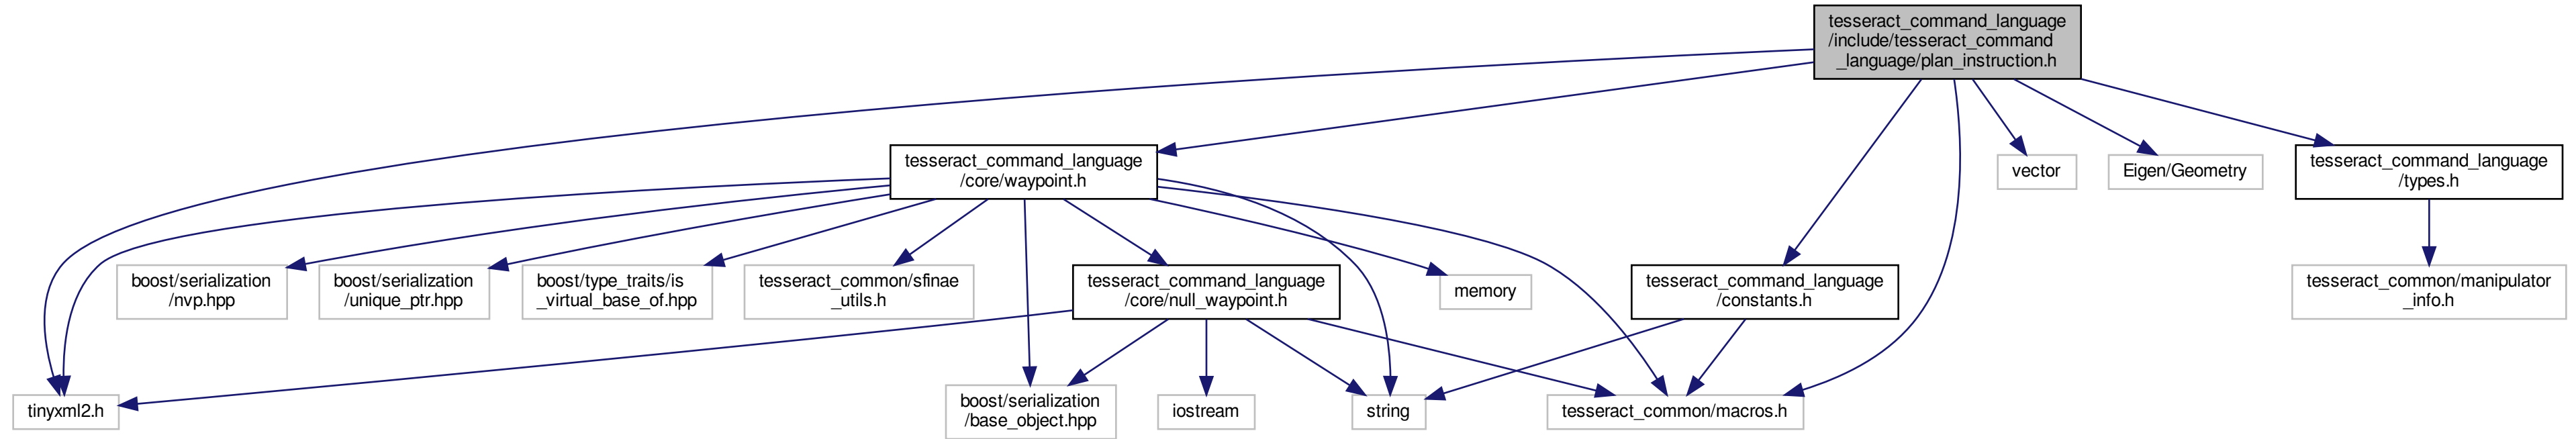 tesseract_command_language
/include/tesseract_command
_language/plan_instruction.h
tesseract_command_language
/core/waypoint.h
vector
Eigen/Geometry
tesseract_command_language
/types.h
boost/serialization
/nvp.hpp
boost/serialization
/unique_ptr.hpp
boost/type_traits/is
_virtual_base_of.hpp
tesseract_common/sfinae
_utils.h
tesseract_command_language
/core/null_waypoint.h
memory
tesseract_command_language
/constants.h
tesseract_common/manipulator
_info.h
tinyxml2.h
boost/serialization
/base_object.hpp
iostream
string
tesseract_common/macros.h